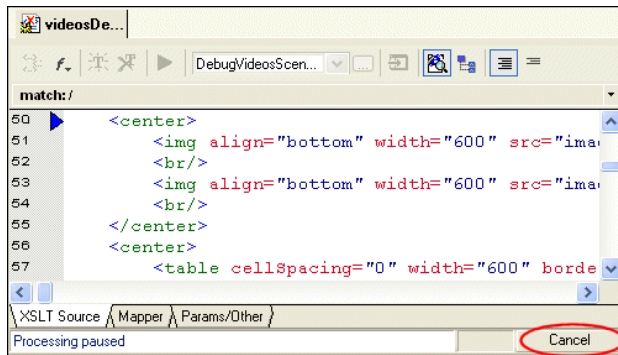 videosDe...
DebugVideosScen... ...
match: /
50 <center>
51 <img align="bottom" width="600" src="ima
52 <br/>
53 <img align="bottom" width="600" src="ima
54 <br/>
55 </center>
56 <center>
57 <table cellSpacing="0" width="600" borde
XSLT Source Mapper Params/Other
Processing paused Cancel